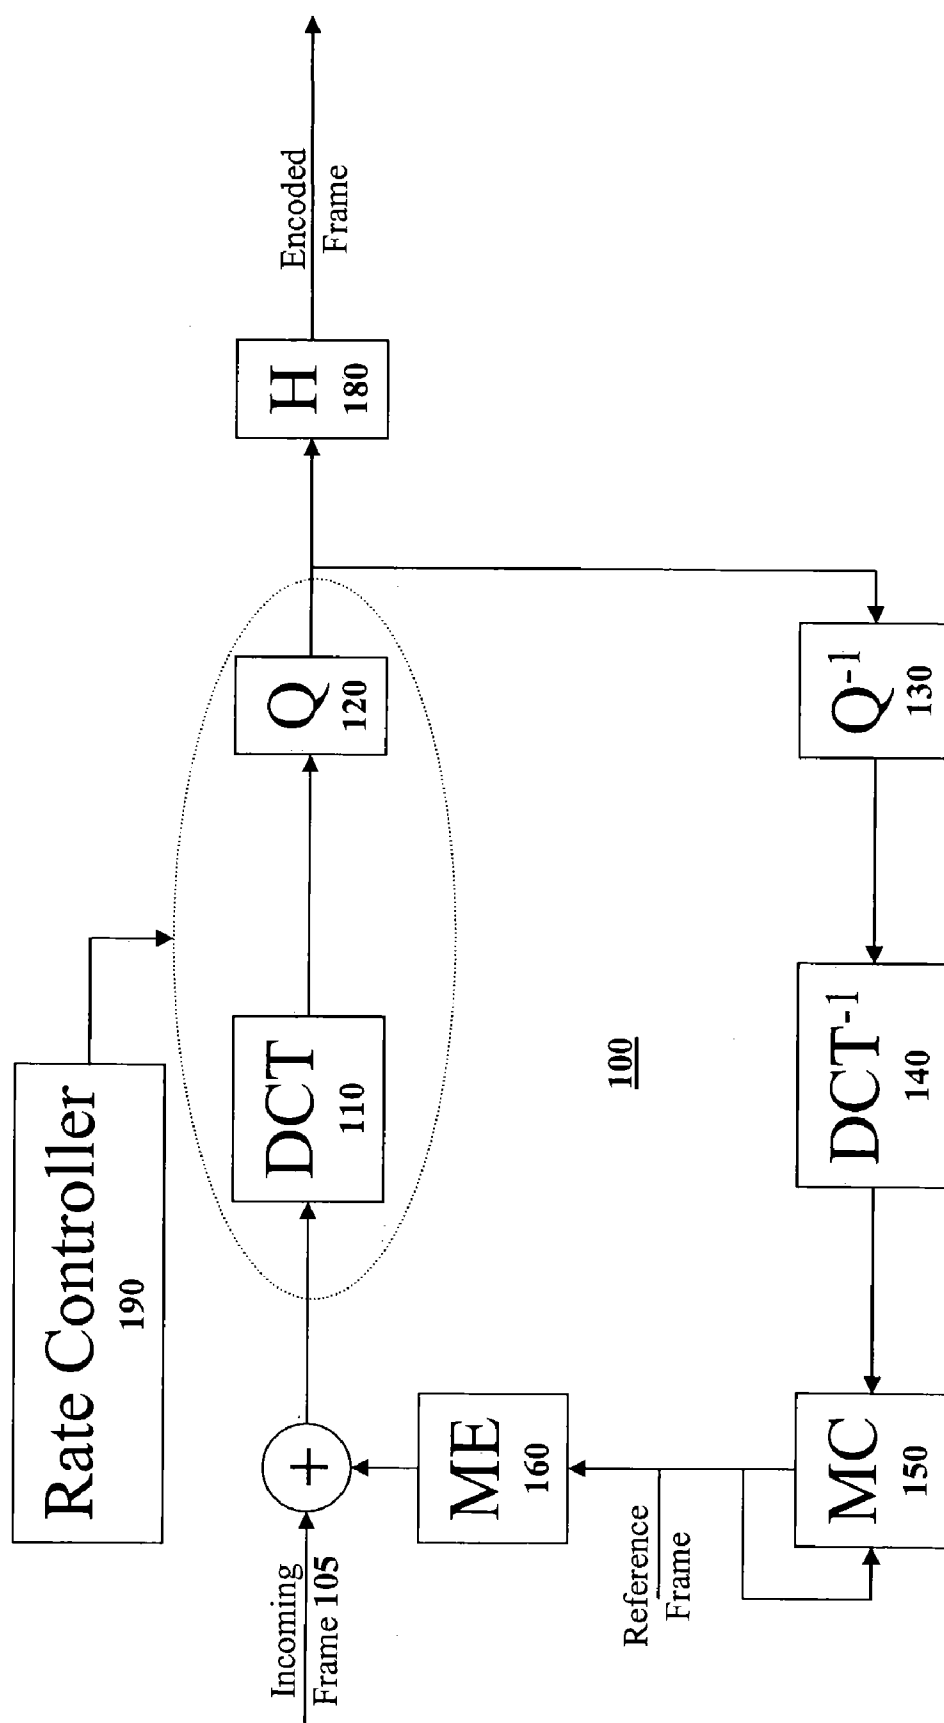 Rate Controller
190
Incoming
Frame 105
+
DCT
110
Q
120
H
180
Encoded
Frame
ME
160
100
Reference
Frame
MC
150
DCT-1
140
Q-1
130